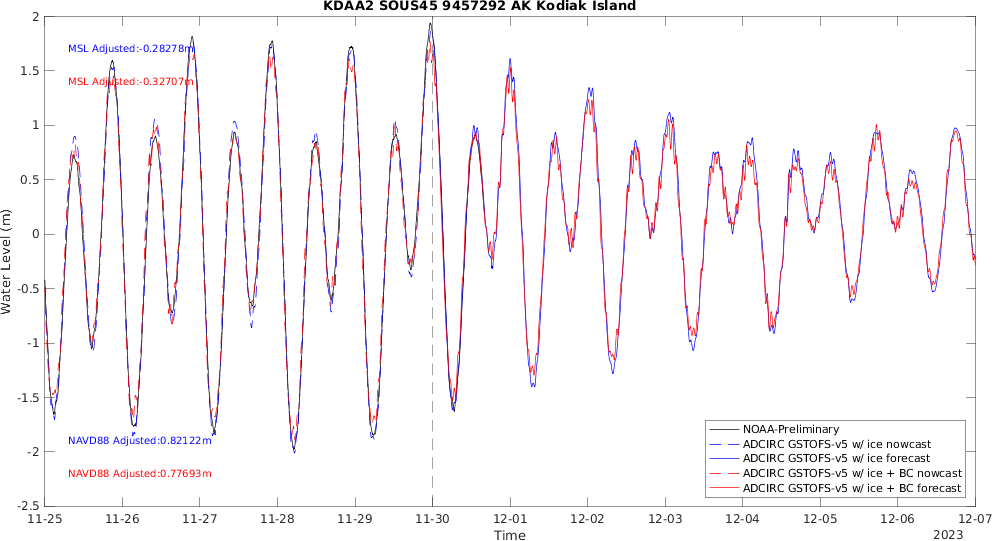 KDAA2 SOUS45 9457292 AK Kodiak Island
2
1.5
1
0.5
0
-0.5
-1
-1.5
-2
-2.5
Water Level (m)
MSL Adjusted:-0.28278m
MSL Adjusted:-0.32707m
NAVD88 Adjusted:0.82122m
NAVD88 Adjusted:0.77693m
NOAA-Preliminary
ADCIRC GSTOFS-v5 w/ ice nowcast
ADCIRC GSTOFS-v5 w/ ice forecast
ADCIRC GSTOFS-v5 w/ ice + BC nowcast
ADCIRC GSTOFS-v5 w/ ice + BC forecast
11-25 11-26 11-27 11-28 11-29 11-30 12-01 12-02 12-03 12-04 12-05 12-06 12-07
Time
2023